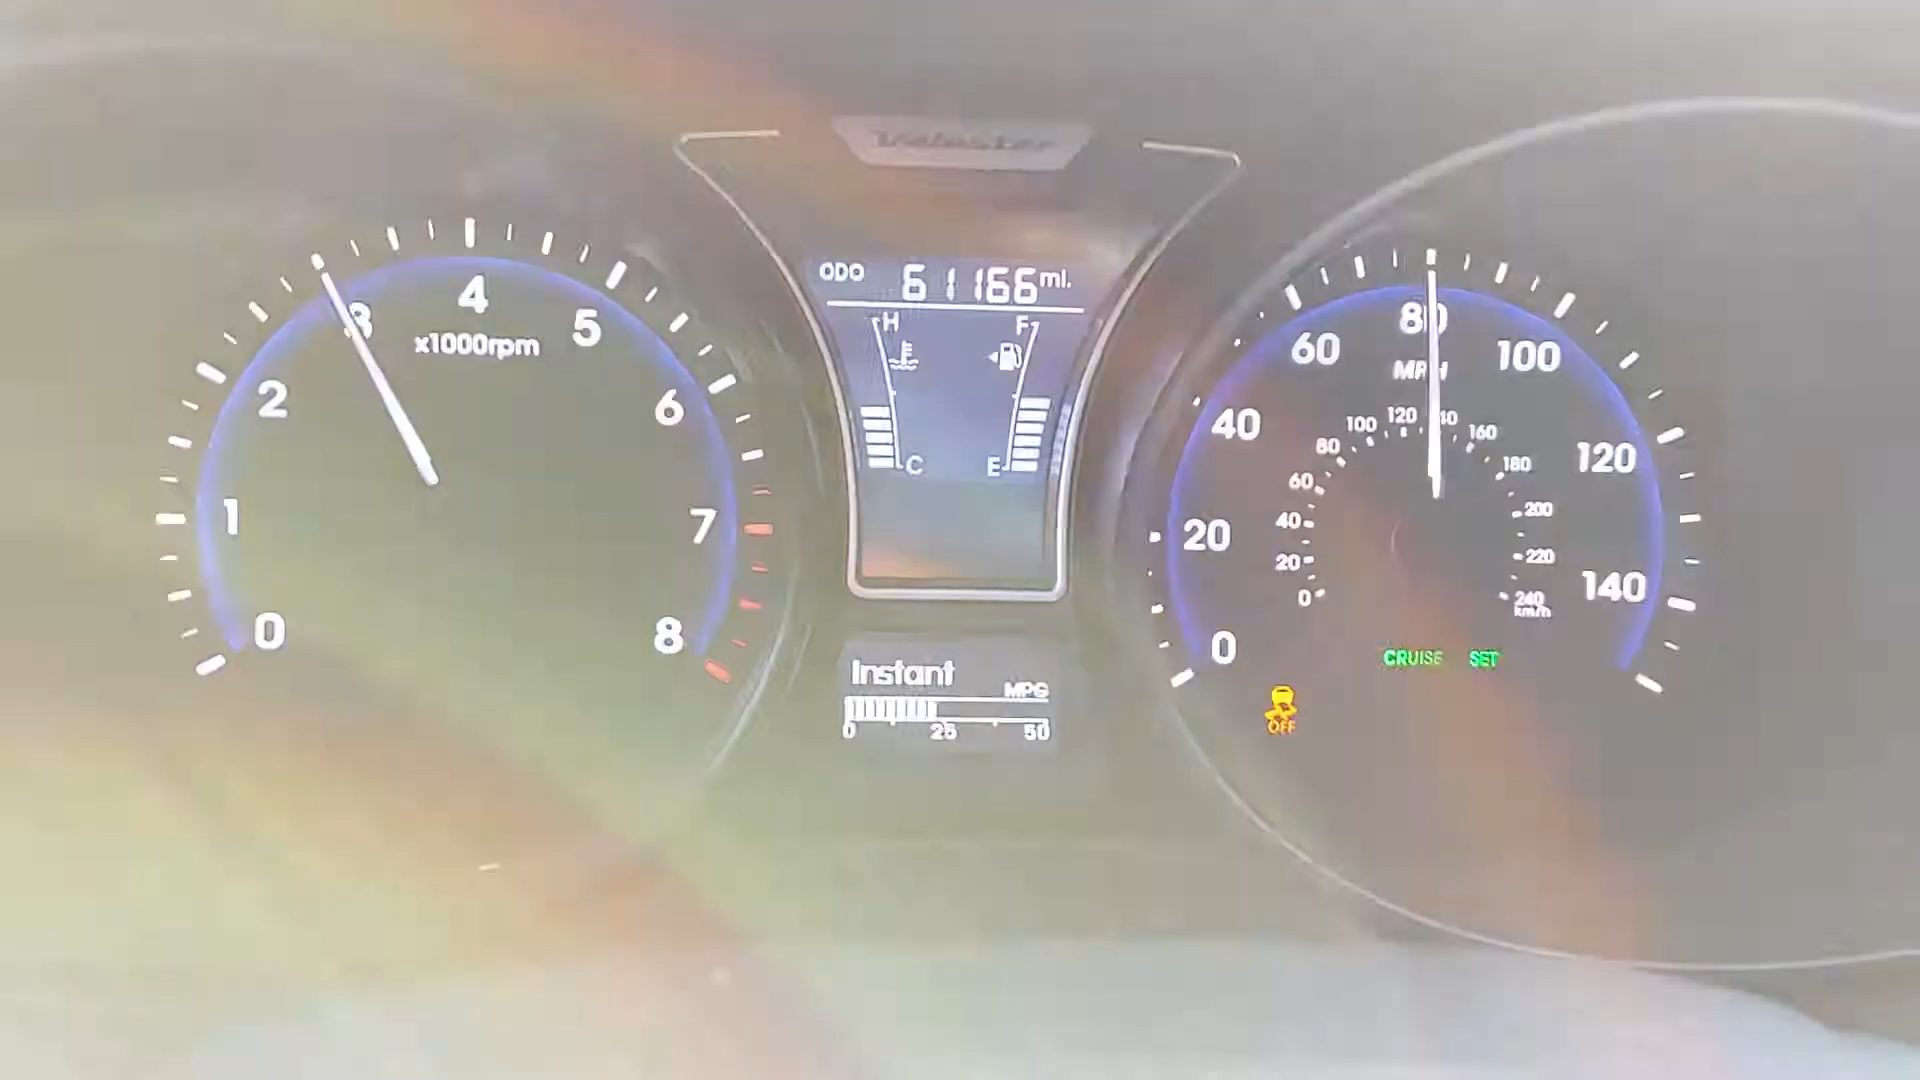 Veloster
ODO 61166 mi.
H F
C E
x1000rpm
0 1 2 3 4 5 6 7 8
MPH
0 20 40 60 80 100 120 140
0 20 40 60 80 100 120 140 160 180 200 220 240
km/h
CRUISE SET
OFF
Instant
MPG
0 25 50